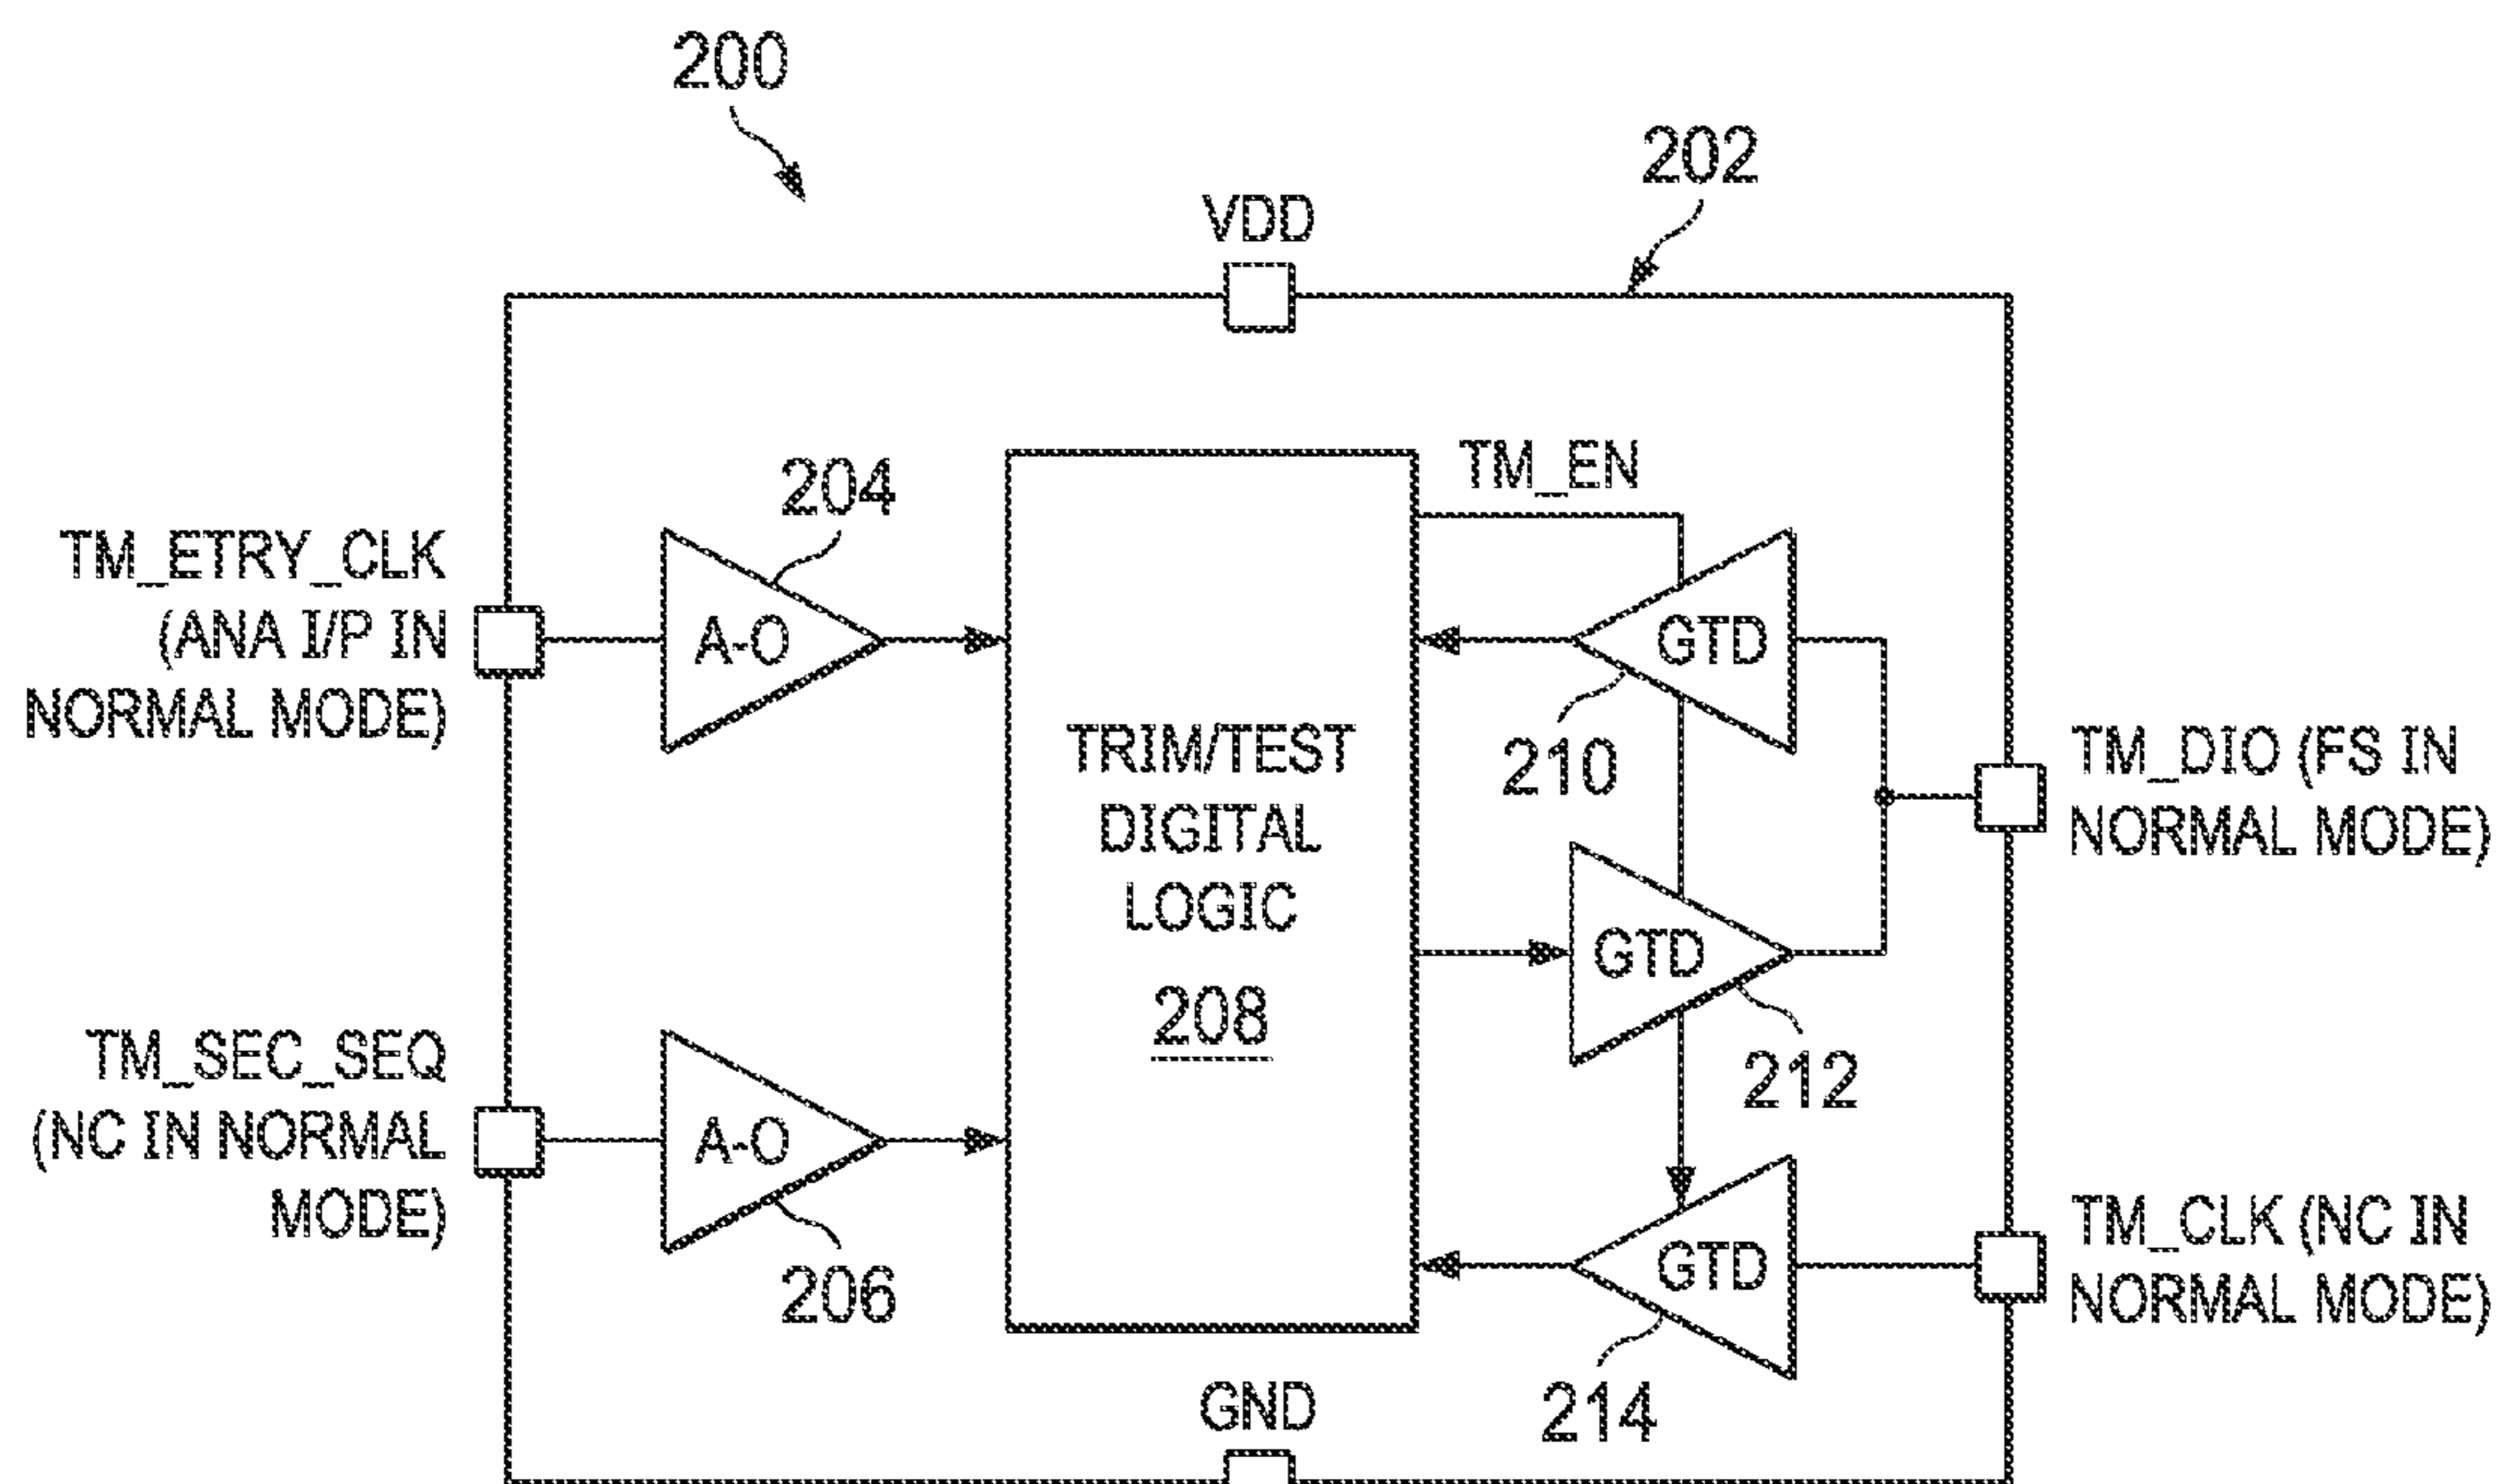 200
202
VDD
TM_EN
204
TM_ETRY_CLK
(ANA I/P IN
NORMAL MODE)
A-O
GTD
210
TRIM/TEST
DIGITAL
LOGIC
208
TM_DIO (FS IN
NORMAL MODE)
GTD
212
TM_SEC_SEQ
(NC IN NORMAL
MODE)
A-O
206
TM_CLK (NC IN
NORMAL MODE)
GTD
214
GND